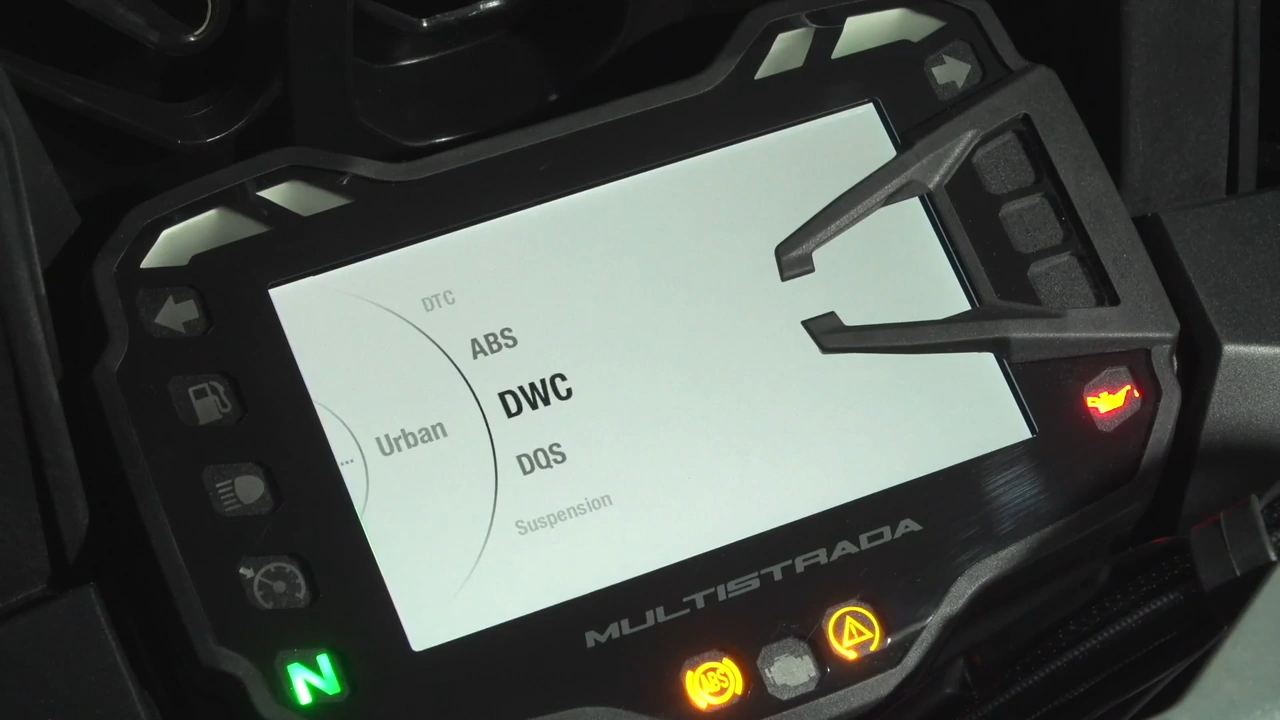 DTC
ABS
DWC
Urban
...
DQS
Suspension
MULTISTRADA
ABS
N